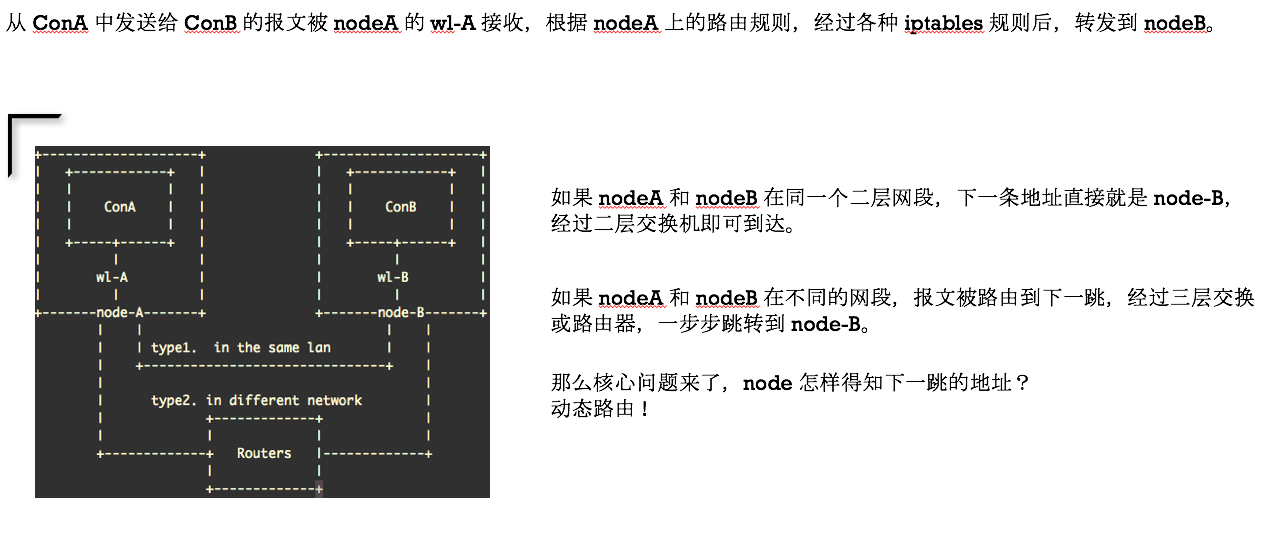 从 ConA 中发送给 ConB 的报文被 nodeA 的 wl-A 接收，根据 nodeA 上的路由规则，经过各种 iptables 规则后，转发到 nodeB。
ConA
ConB
wl-A
wl-B
node-A
node-B
type1. in the same lan
type2. in different network
Routers
如果 nodeA 和 nodeB 在同一个二层网段，下一条地址直接就是 node-B，
经过二层交换机即可到达。
如果 nodeA 和 nodeB 在不同的网段，报文被路由到下一跳，经过三层交换
或路由器，一步步跳转到 node-B。
那么核心问题来了，node 怎样得知下一跳的地址？
动态路由！